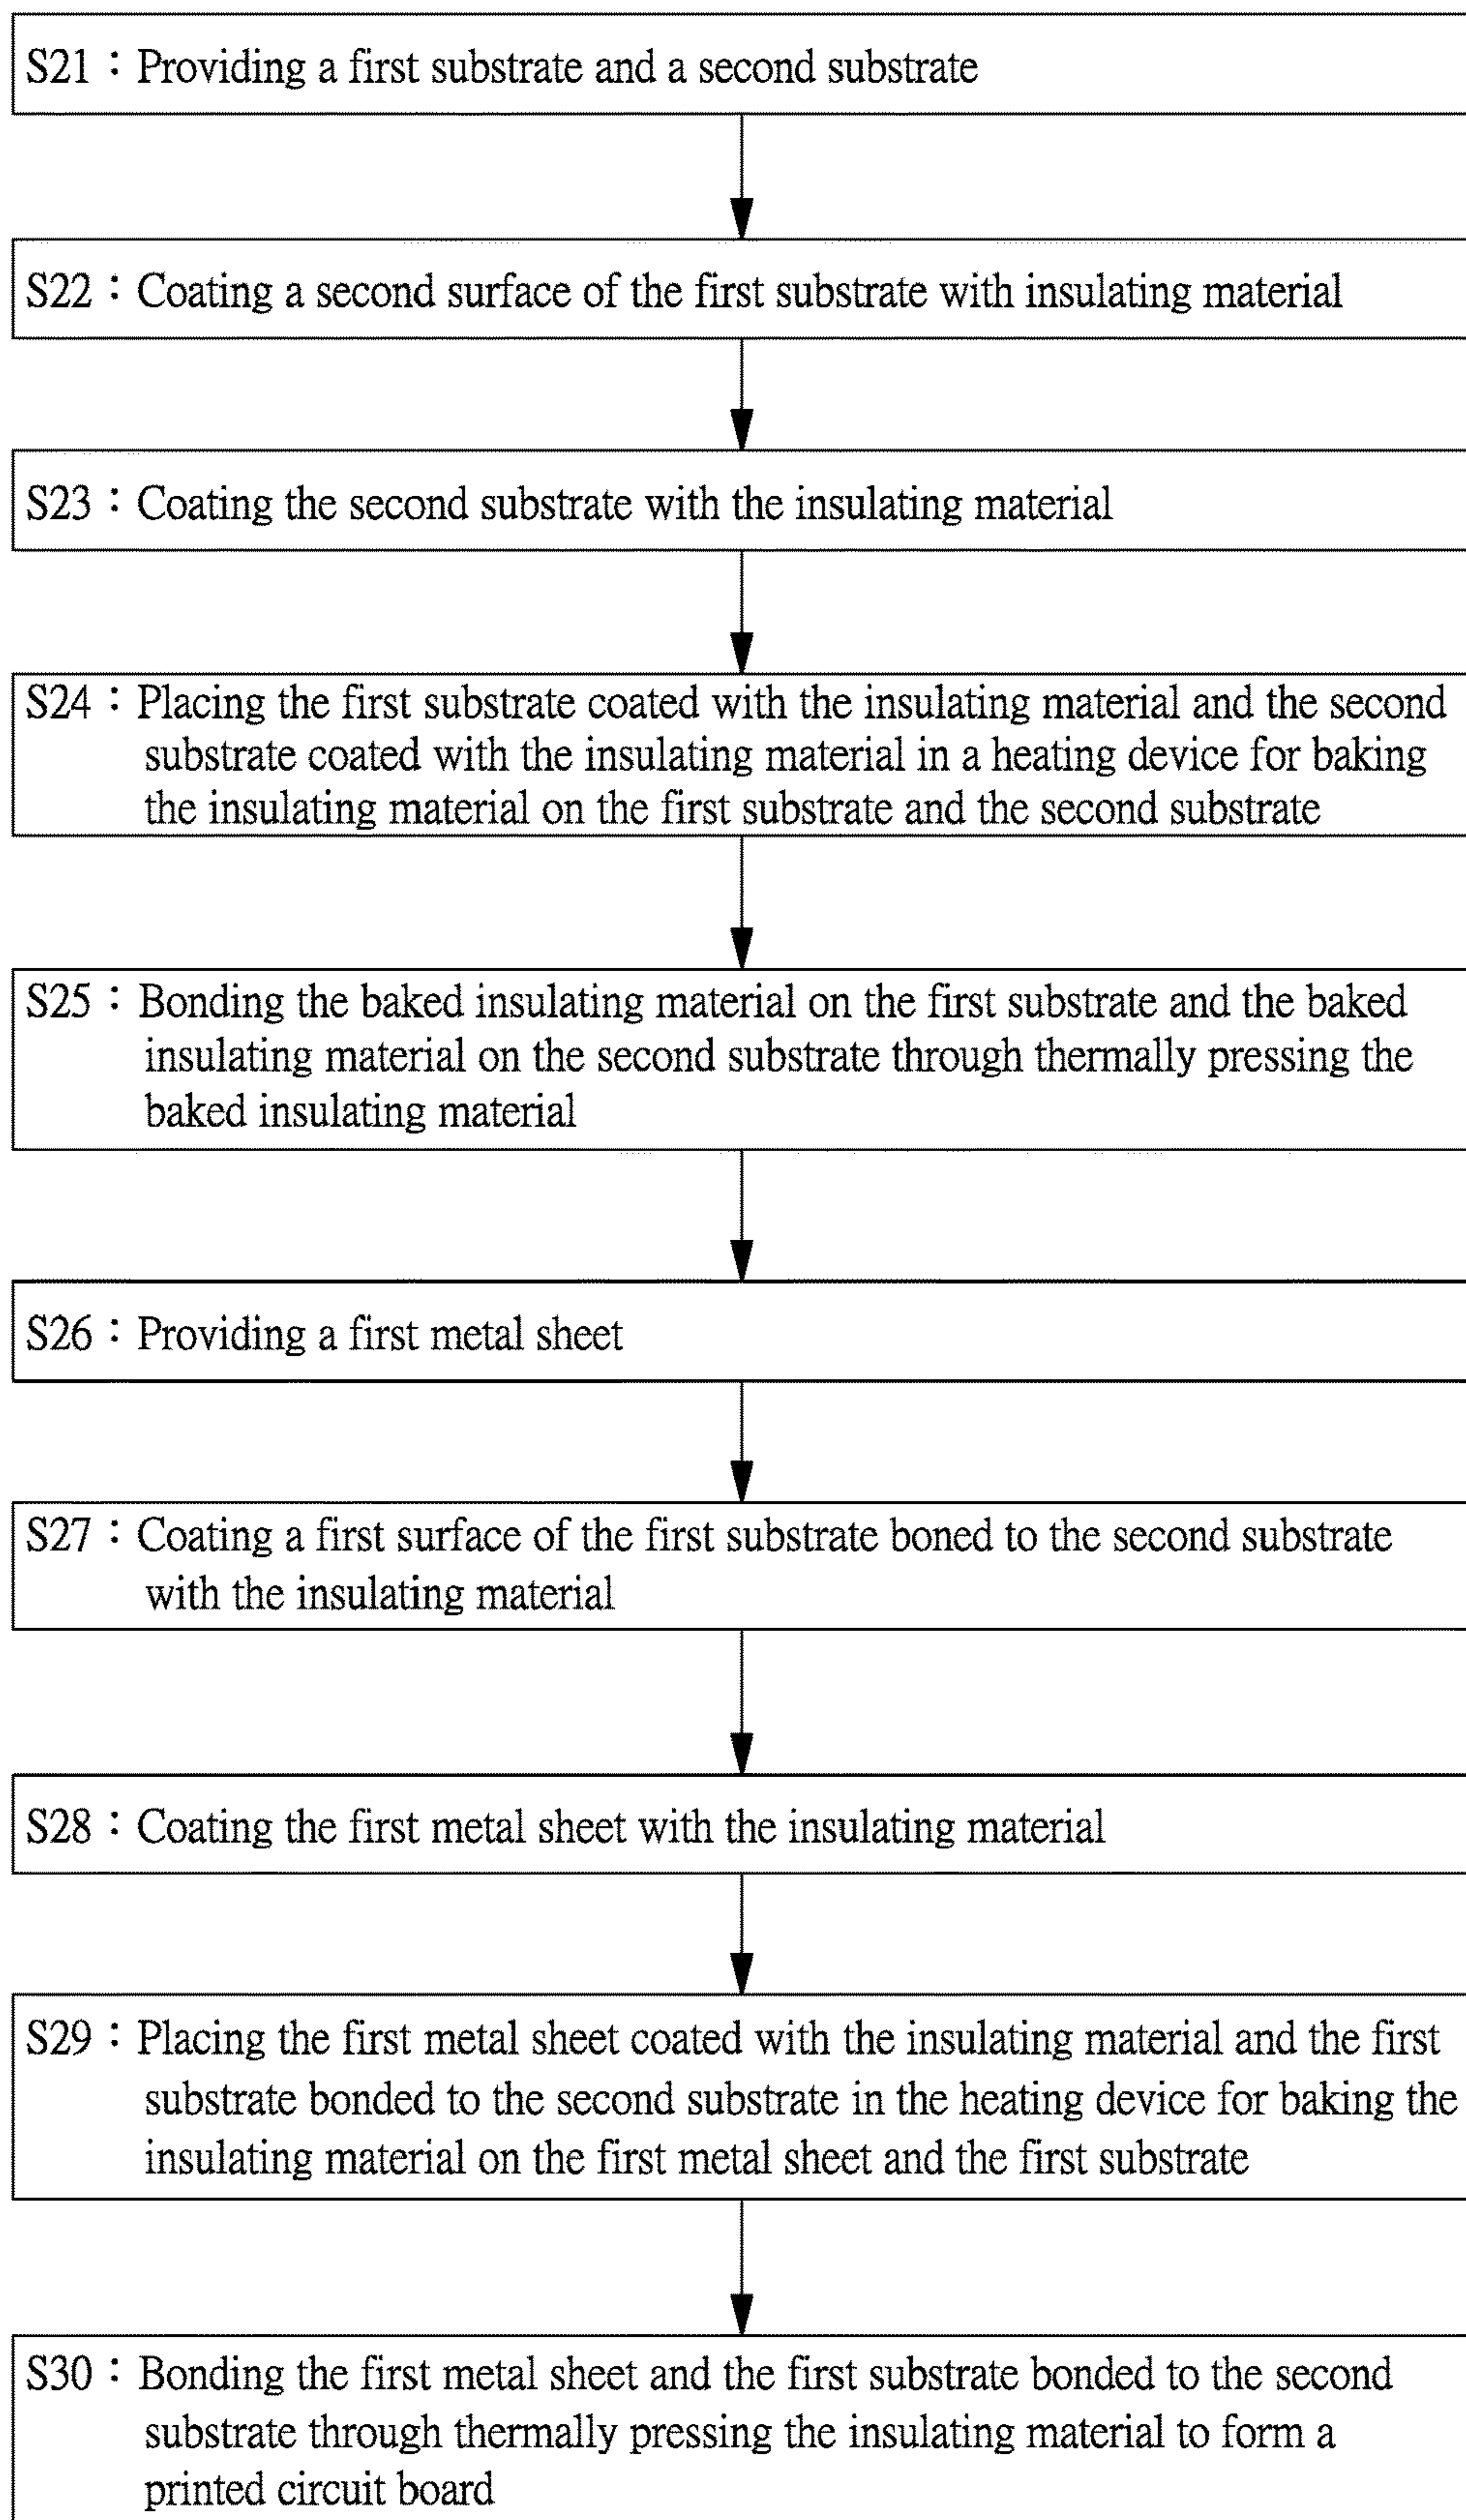 S21：Providing a first substrate and a second substrate
S22：Coating a second surface of the first substrate with insulating material
S23：Coating the second substrate with the insulating material
S24：Placing the first substrate coated with the insulating material and the second
substrate coated with the insulating material in a heating device for baking
the insulating material on the first substrate and the second substrate
S25：Bonding the baked insulating material on the first substrate and the baked
insulating material on the second substrate through thermally pressing the
baked insulating material
S26：Providing a first metal sheet
S27：Coating a first surface of the first substrate boned to the second substrate
with the insulating material
S28：Coating the first metal sheet with the insulating material
S29：Placing the first metal sheet coated with the insulating material and the first
substrate bonded to the second substrate in the heating device for baking the
insulating material on the first metal sheet and the first substrate
S30：Bonding the first metal sheet and the first substrate bonded to the second
substrate through thermally pressing the insulating material to form a
printed circuit board